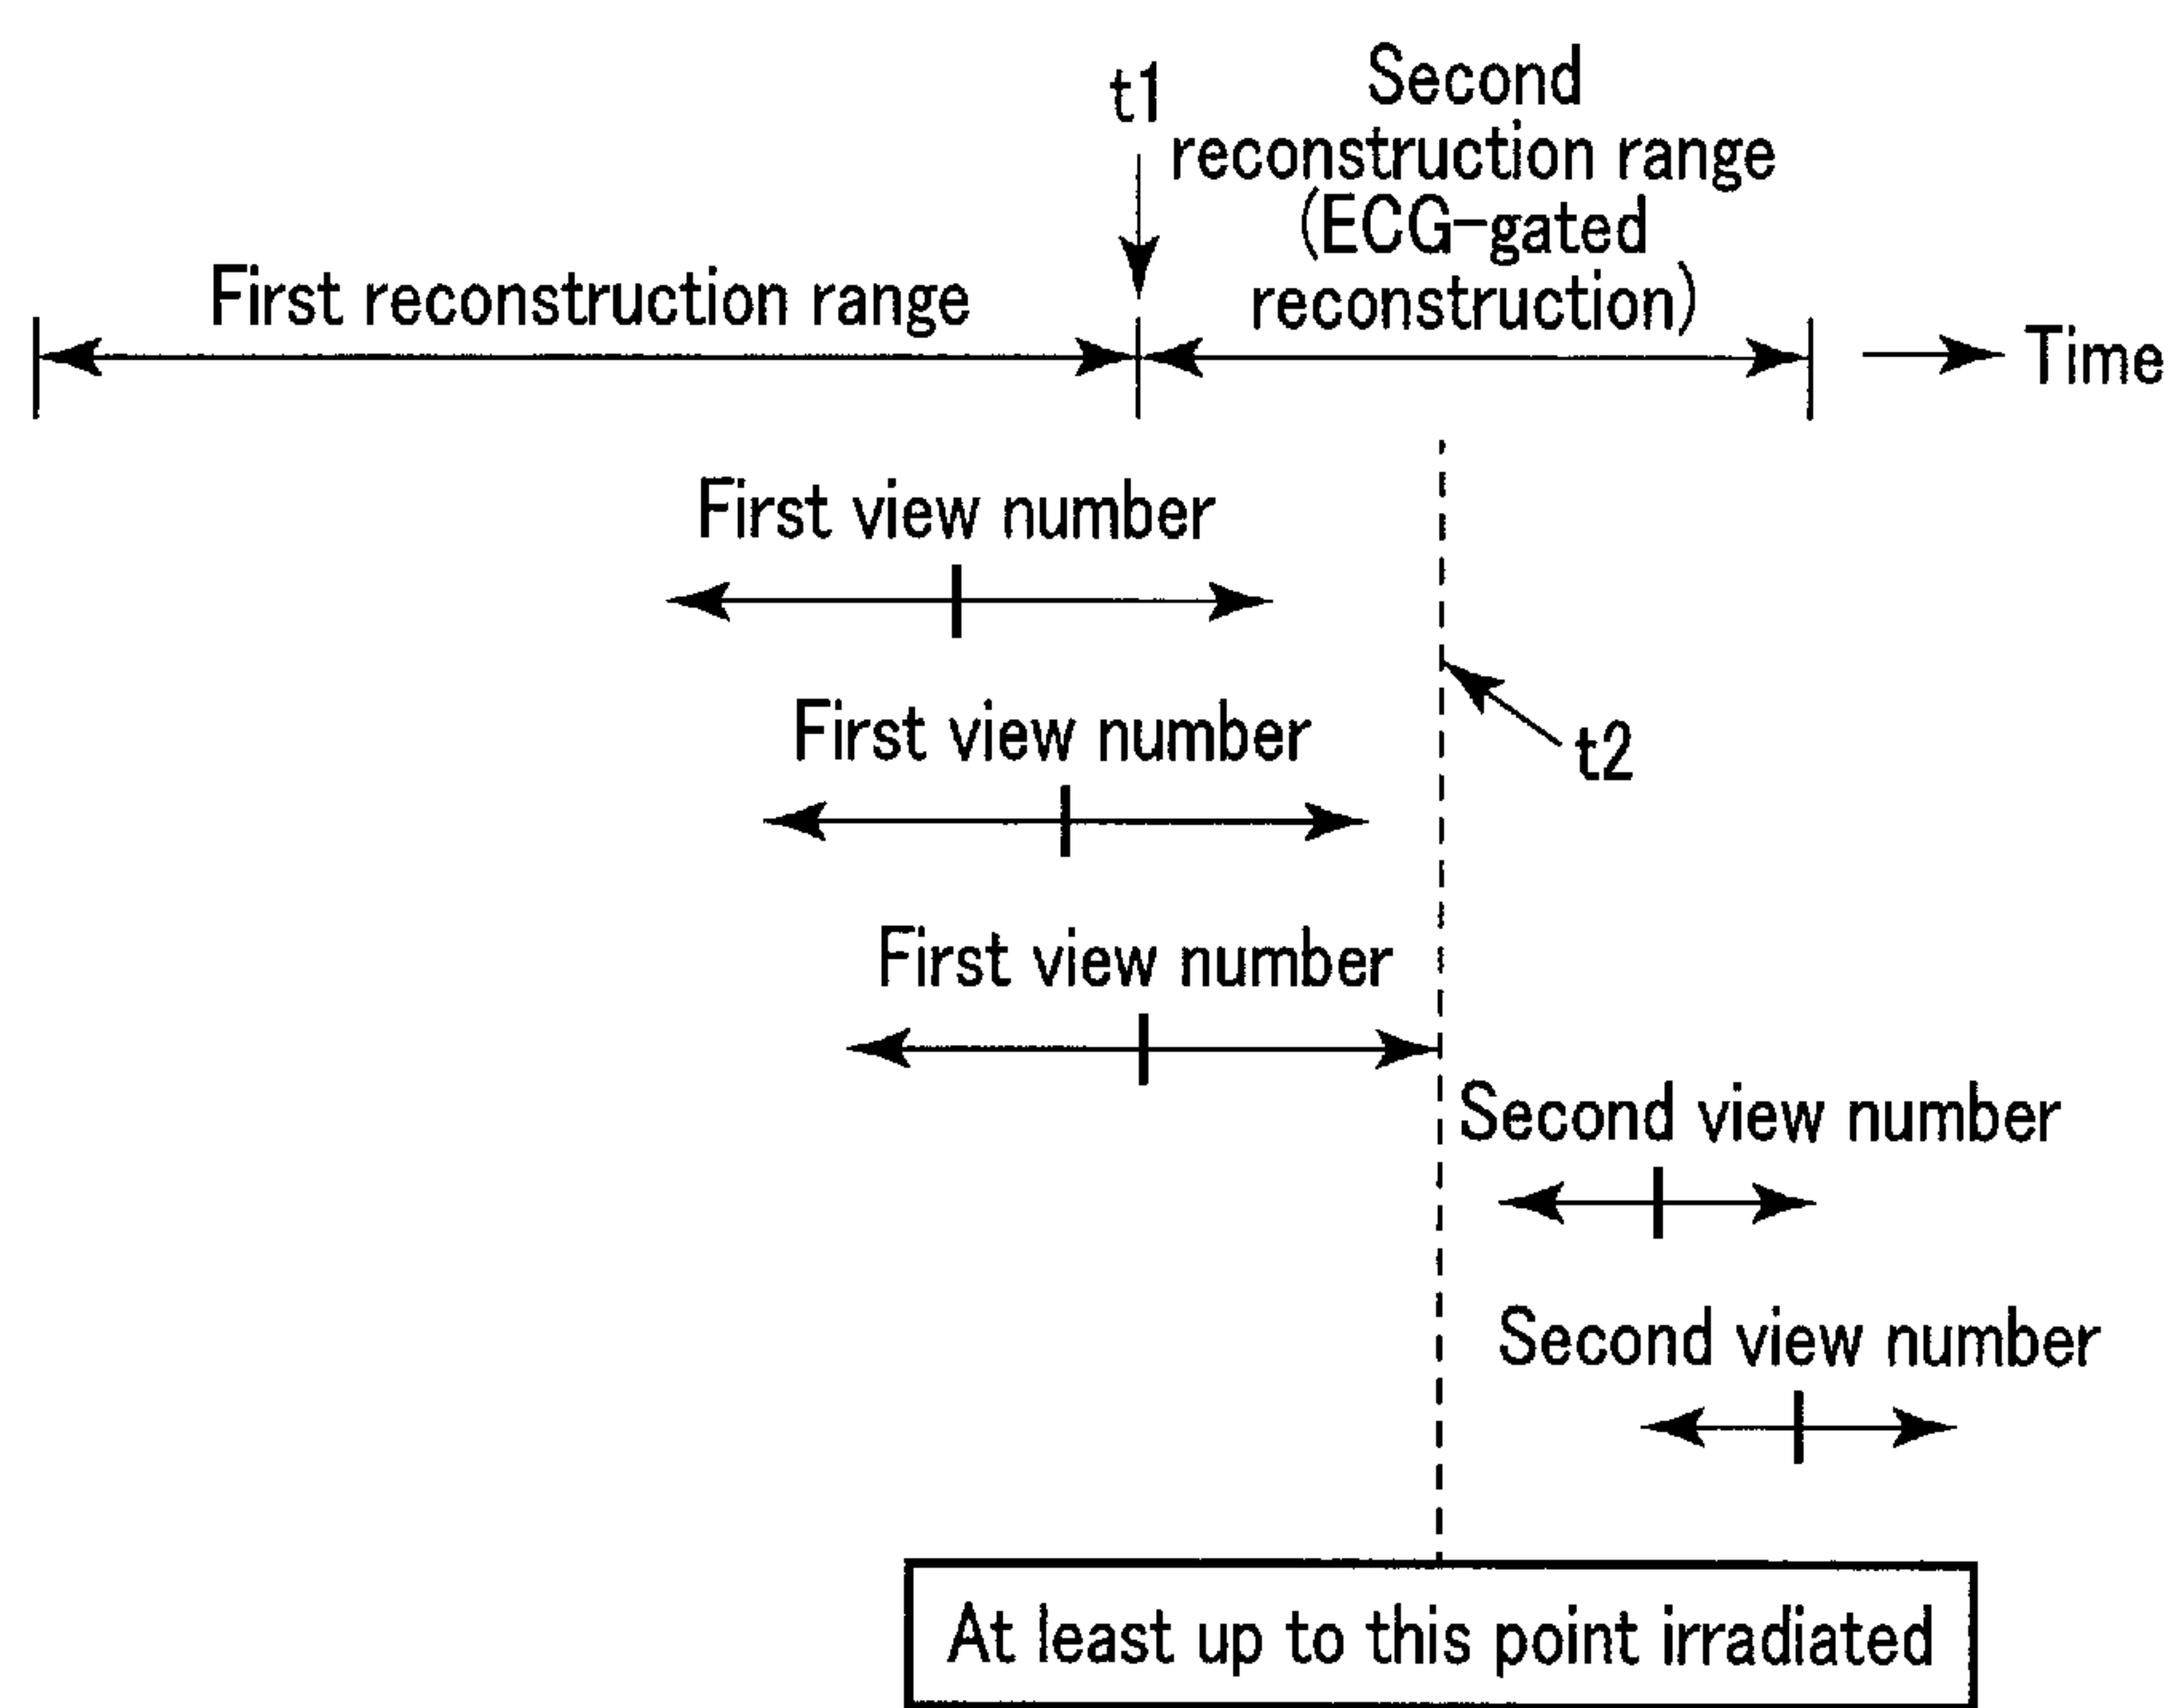 t1
Second
reconstruction range
(ECG-gated
reconstruction)
First reconstruction range
Time
First view number
First view number
t2
First view number
Second view number
Second view number
At least up to this point irradiated